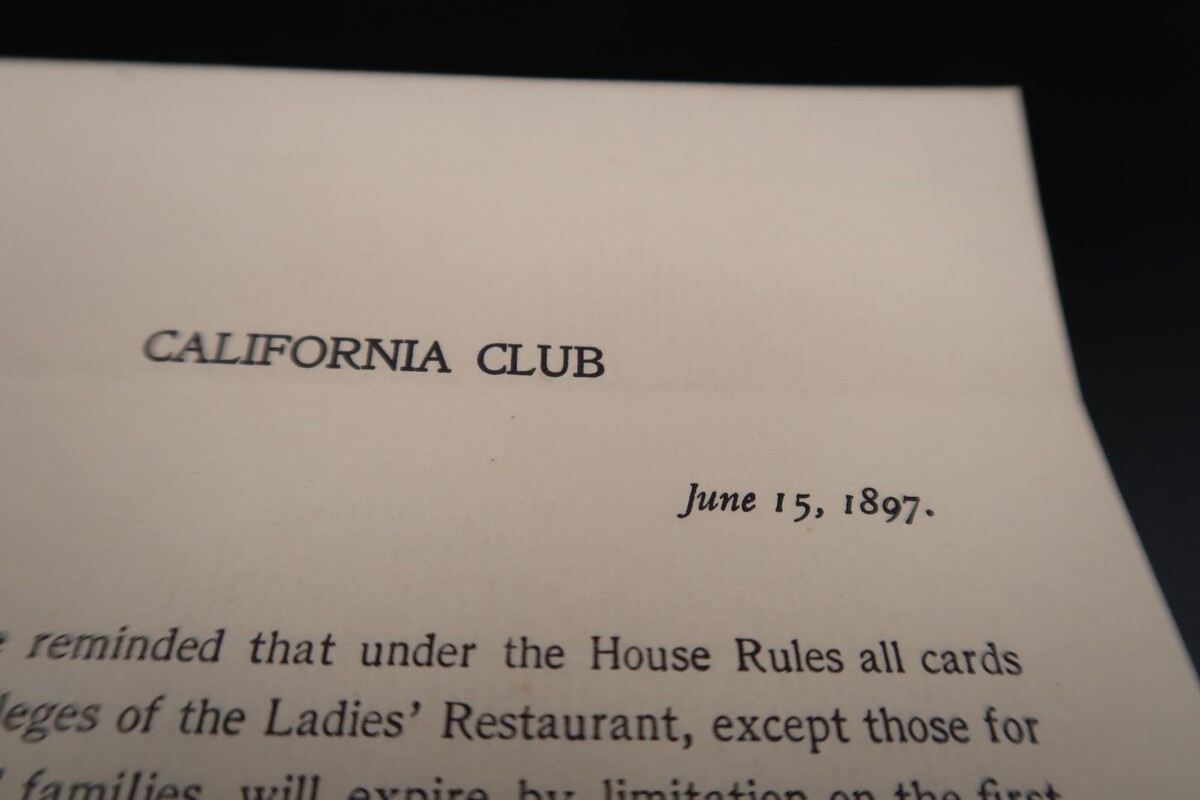 CALIFORNIA CLUB
June 15, 1897.
reminded that under the House Rules all cards
leges of the Ladies' Restaurant, except those for
families, will expire by limitation on the first